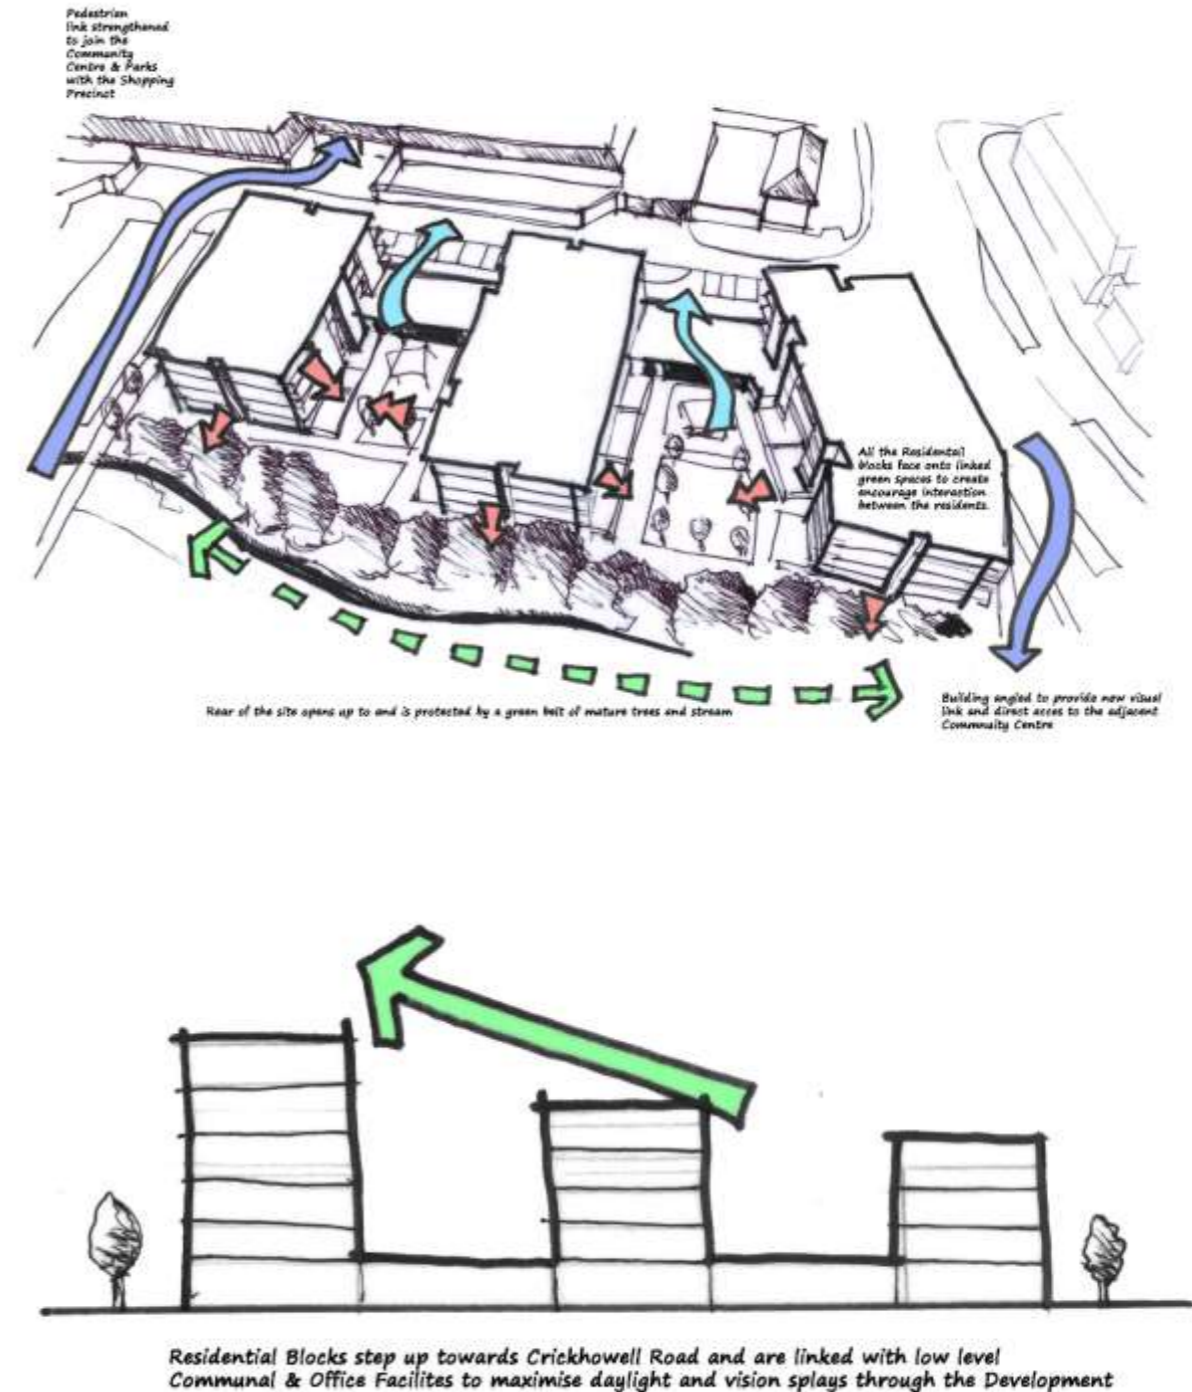 Pedestrian
link strengthened
to join the
Community
Centre & Parks
with the Shopping
Precinct
All the Residentail
blocks face onto linked
green spaces to create
encourage interaction
between the residents.
Rear of the site opens up to and is protected by a green belt of mature trees and stream
Building angled to provide new visual
link and direct acces to the adjacent
Commnuity Centre
Residential Blocks step up towards Crickhowell Road and are linked with low level
Communal & Office Facilites to maximise daylight and vision splays through the Development